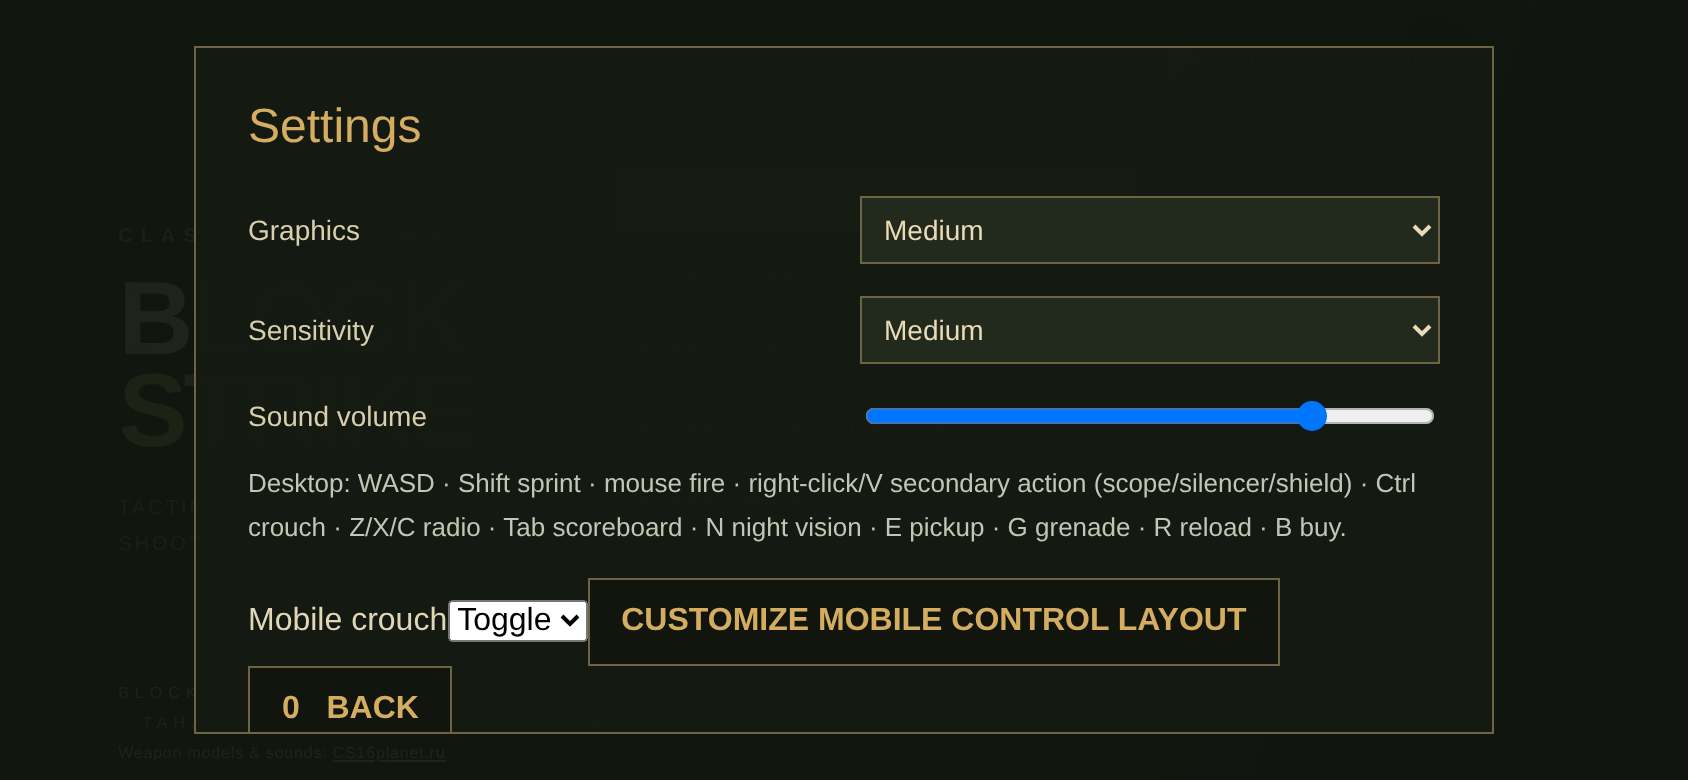 Settings
Graphics Medium
Sensitivity Medium
Sound volume
Desktop: WASD · Shift sprint · mouse fire · right-click/V secondary action (scope/silencer/shield) · Ctrl
crouch · Z/X/C radio · Tab scoreboard · N night vision · E pickup · G grenade · R reload · B buy.
Mobile crouch Toggle CUSTOMIZE MOBILE CONTROL LAYOUT
0 BACK
BLOCK
Weapon models & sounds: CS16planet.ru